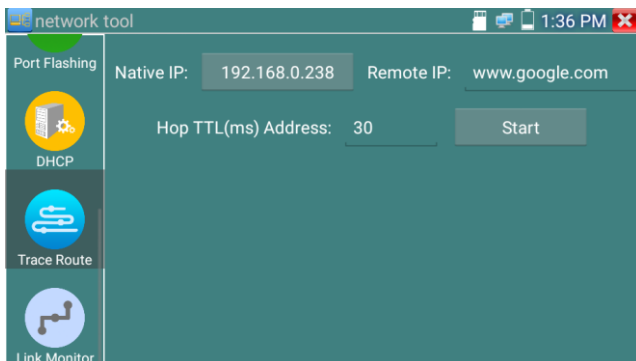 network tool
1:36 PM
Port Flashing
Native IP: 192.168.0.238 Remote IP: www.google.com
Hop TTL(ms) Address: 30 Start
DHCP
Trace Route
Link Monitor